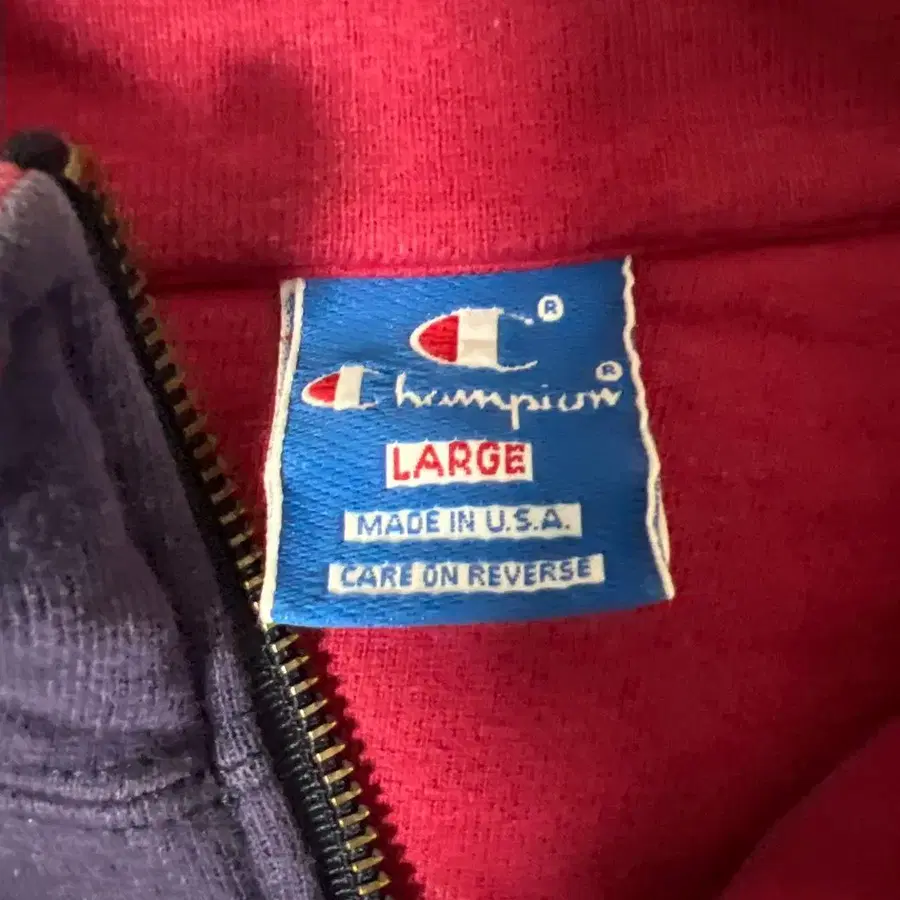 C®
Champion®
LARGE
MADE IN U.S.A.
CARE ON REVERSE